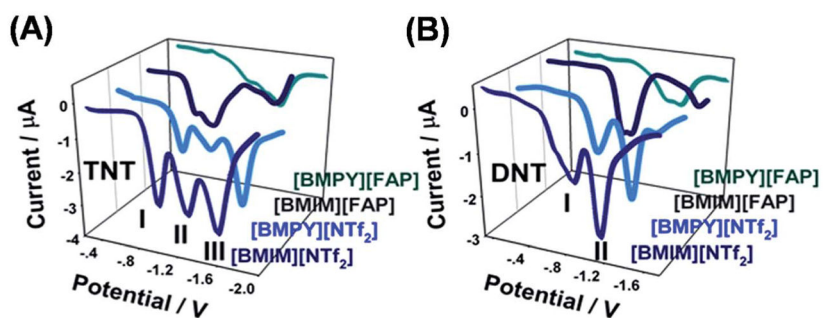 (A)
Current / μA
0
-1
-2
-3
-4
TNT
I
II
III
[BMPY][FAP]
[BMIM][FAP]
[BMPY][NTf2]
[BMIM][NTf2]
-.4
-.8
-1.2
-1.6
-2.0
Potential / V
(B)
Current / μA
0
-1
-2
-3
DNT
I
II
[BMPY][FAP]
[BMIM][FAP]
[BMPY][NTf2]
[BMIM][NTf2]
-.4
-.8
-1.2
-1.6
Potential / V